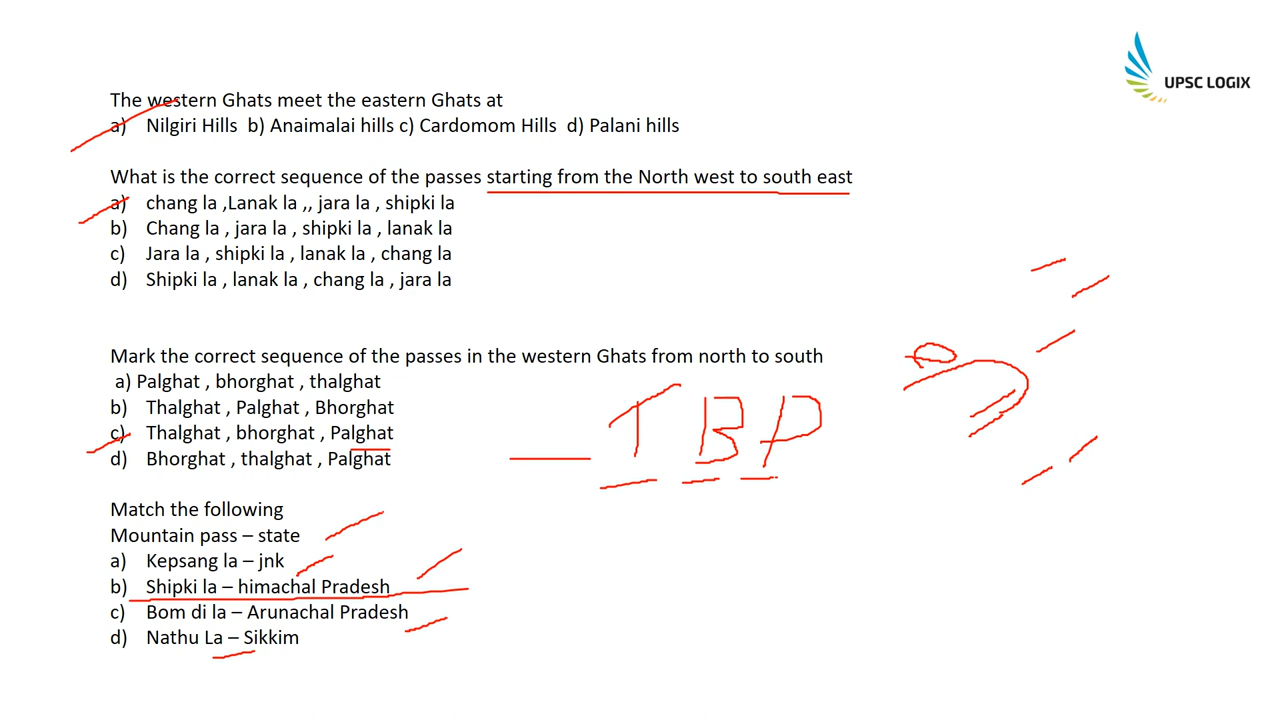 UPSC LOGIX
The western Ghats meet the eastern Ghats at
a) Nilgiri Hills b) Anaimalai hills c) Cardomom Hills d) Palani hills
What is the correct sequence of the passes starting from the North west to south east
a) chang la ,Lanak la ,, jara la , shipki la
b) Chang la , jara la , shipki la , lanak la
c) Jara la , shipki la , lanak la , chang la
d) Shipki la , lanak la , chang la , jara la
Mark the correct sequence of the passes in the western Ghats from north to south
a) Palghat , bhorghat , thalghat
b) Thalghat , Palghat , Bhorghat
c) Thalghat , bhorghat , Palghat
d) Bhorghat , thalghat , Palghat
T B P
Match the following
Mountain pass – state
a) Kepsang la – jnk
b) Shipki la – himachal Pradesh
c) Bom di la – Arunachal Pradesh
d) Nathu La – Sikkim